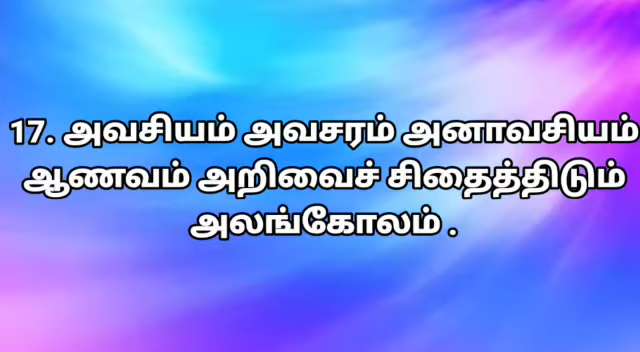 17. அவசியம் அவசரம் அனாவசியம்
ஆணவம் அறிவைச் சிதைத்திடும்
அலங்கோலம் .